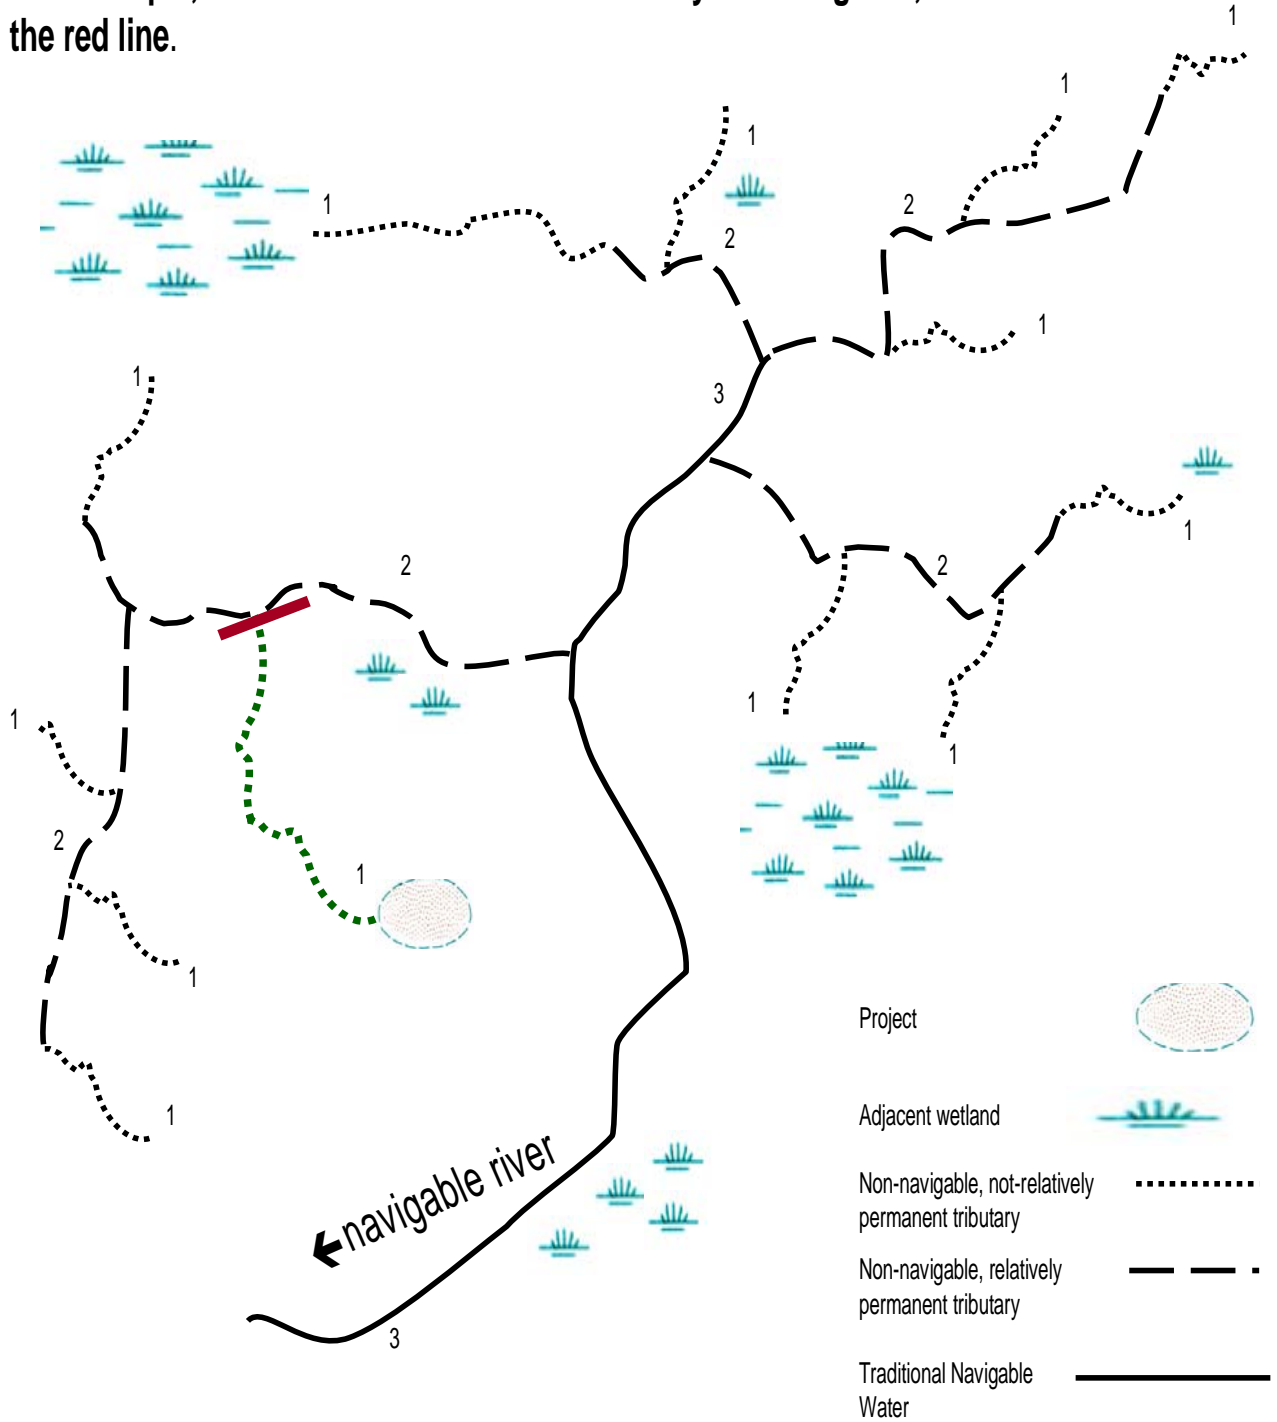 the red line.
1
1
1
1
2
2
1
1
3
2
2
1
1
1
1
2
1
1
1
3
navigable river
Project
Adjacent wetland
Non-navigable, not-relatively
permanent tributary
Non-navigable, relatively
permanent tributary
Traditional Navigable
Water